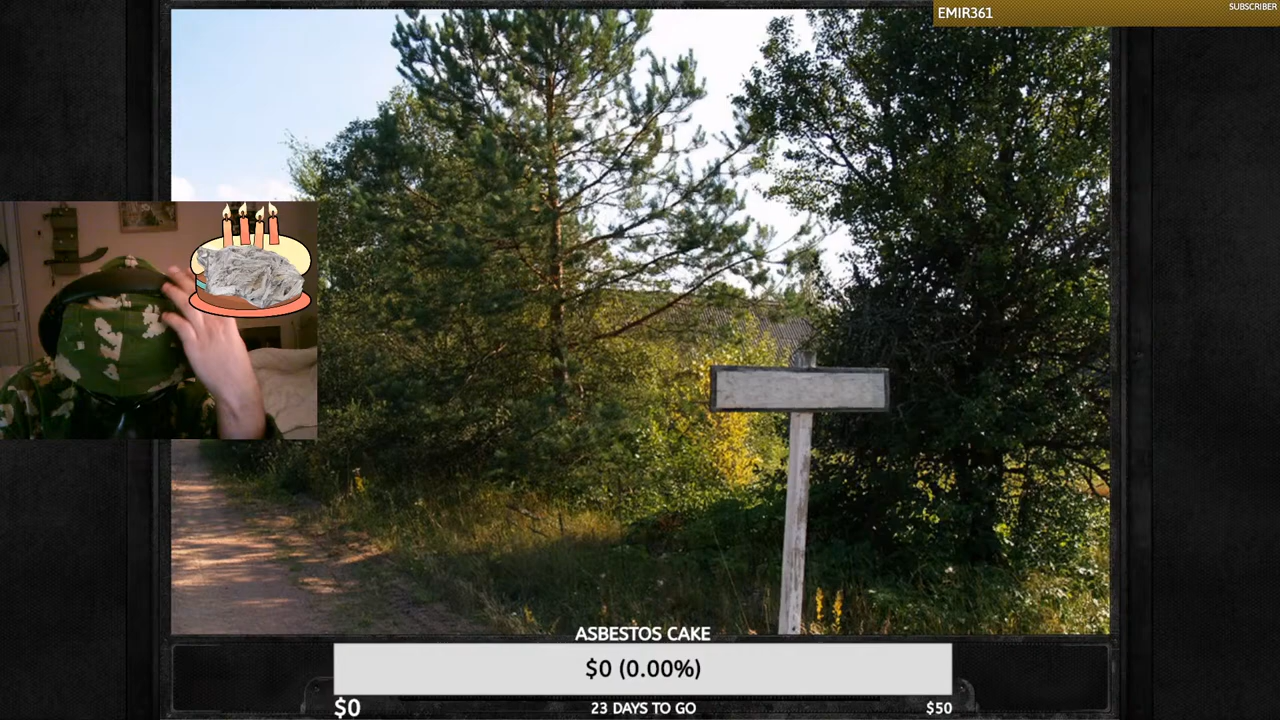 SUBSCRIBER
EMIR361
ASBESTOS CAKE
$0 (0.00%)
$0
23 DAYS TO GO
$50